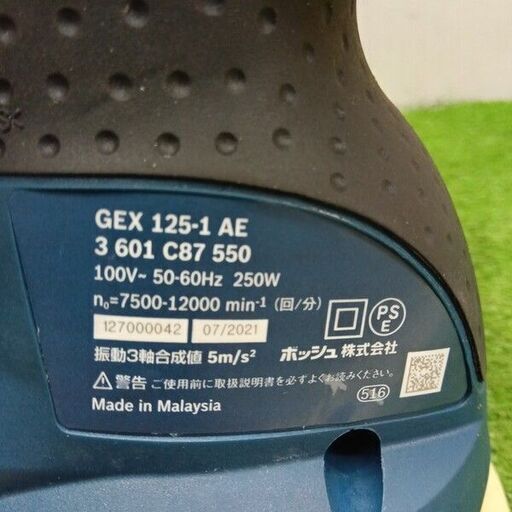 GEX 125-1 AE
3 601 C87 550
100V~ 50-60Hz 250W
n₀=7500-12000 min⁻¹ (回/分)
127000042 07/2021
PS
E
振動3軸合成値 5m/s² ボッシュ株式会社
⚠警告 ご使用前に取扱説明書を必ずよくお読みください。
Made in Malaysia
516